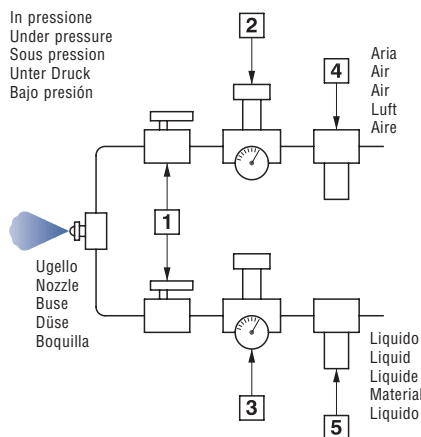 In pressione
Under pressure
Sous pression
Unter Druck
Bajo presión
2
4
Aria
Air
Air
Luft
Aire
1
Ugello
Nozzle
Buse
Düse
Boquilla
3
5
Liquido
Liquid
Liquide
Material
Liquido